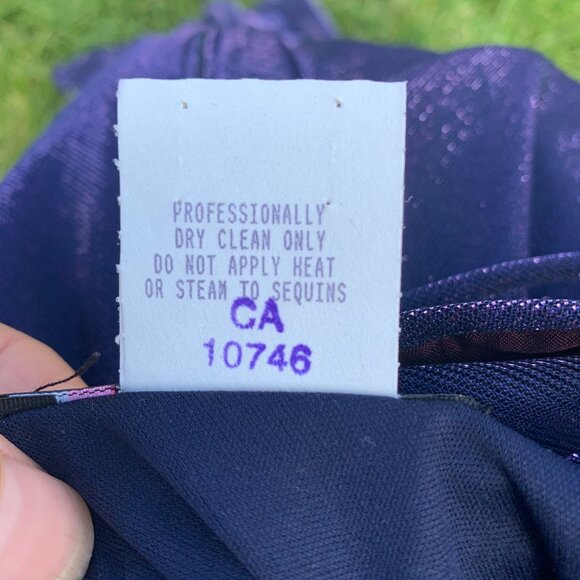 PROFESSIONALLY
DRY CLEAN ONLY
DO NOT APPLY HEAT
OR STEAM TO SEQUINS
CA
10746